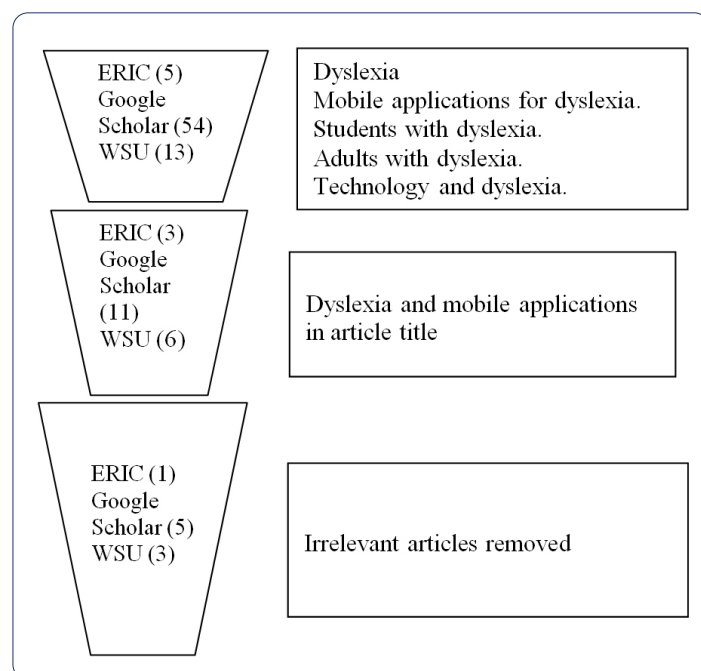 ERIC (5)
Google
Scholar (54)
WSU (13)
Dyslexia
Mobile applications for dyslexia.
Students with dyslexia.
Adults with dyslexia.
Technology and dyslexia.
ERIC (3)
Google
Scholar
(11)
WSU (6)
Dyslexia and mobile applications
in article title
ERIC (1)
Google
Scholar (5)
WSU (3)
Irrelevant articles removed